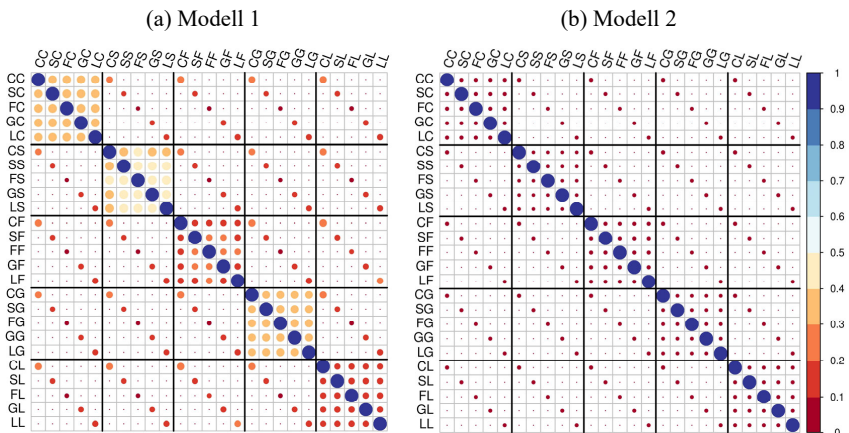 (a) Modell 1
(b) Modell 2
CC SC FC GC LC CS SS FS GS LS CF SF FF GF LF CG SG FG GG LG CL SL FL GL LL
CC SC FC GC LC CS SS FS GS LS CF SF FF GF LF CG SG FG GG LG CL SL FL GL LL
CC
SC
FC
GC
LC
CS
SS
FS
GS
LS
CF
SF
FF
GF
LF
CG
SG
FG
GG
LG
CL
SL
FL
GL
LL
CC
SC
FC
GC
LC
CS
SS
FS
GS
LS
CF
SF
FF
GF
LF
CG
SG
FG
GG
LG
CL
SL
FL
GL
LL
1
0.9
0.8
0.7
0.6
0.5
0.4
0.3
0.2
0.1
0